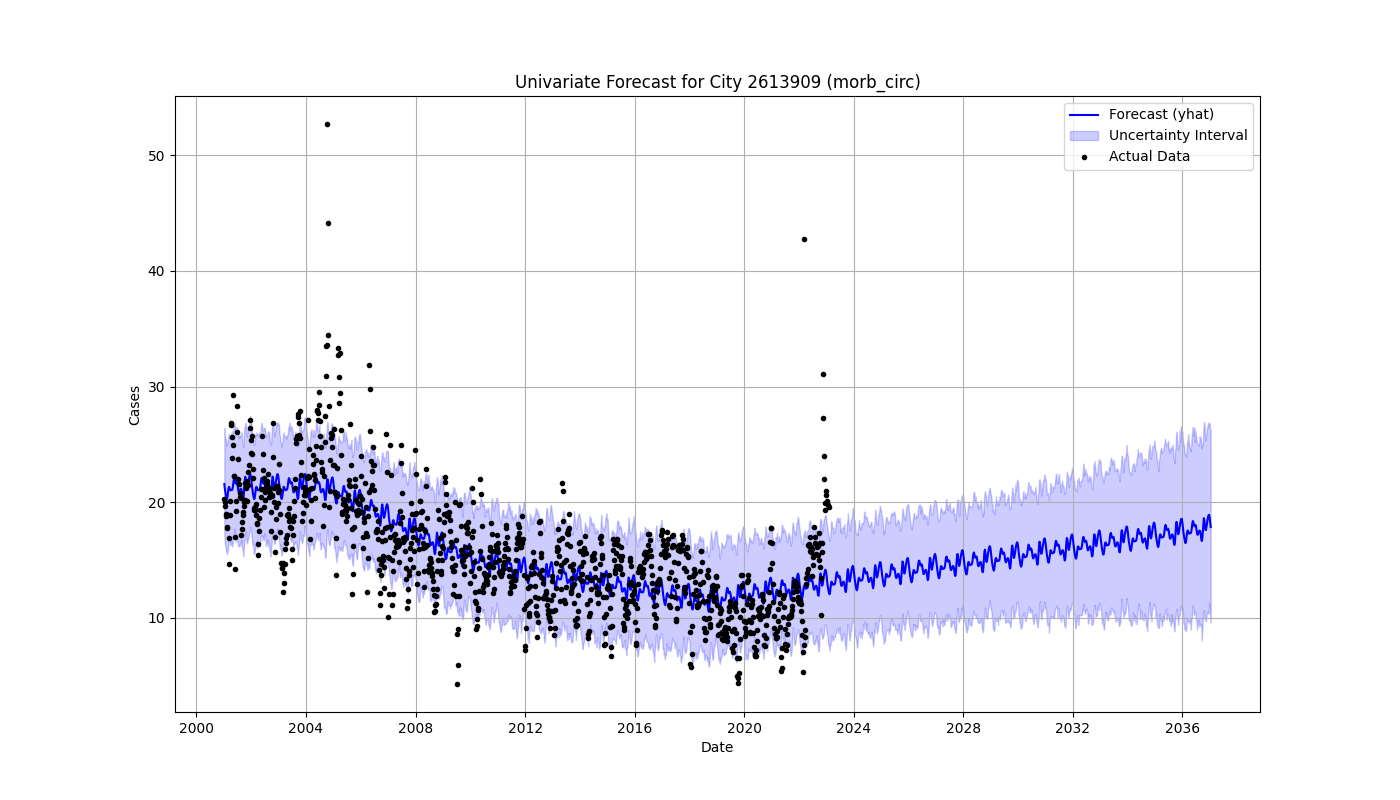 Univariate Forecast for City 2613909 (morb_circ)
Forecast (yhat)
Uncertainty Interval
Actual Data
50
40
30
20
10
Cases
2000 2004 2008 2012 2016 2020 2024 2028 2032 2036
Date